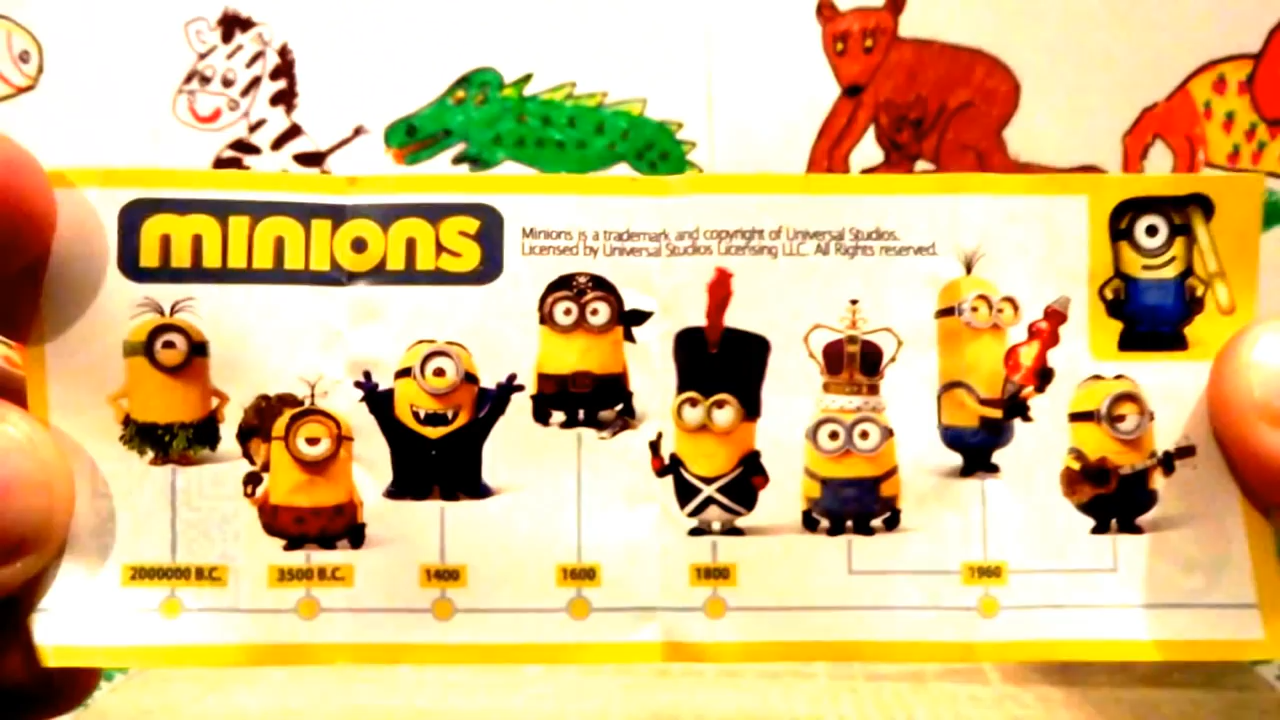 minions
Minions is a trademark and copyright of Universal Studios.
Licensed by Universal Studios Licensing LLC. All Rights reserved.
2000000 B.C.
3500 B.C.
1400
1600
1800
1960